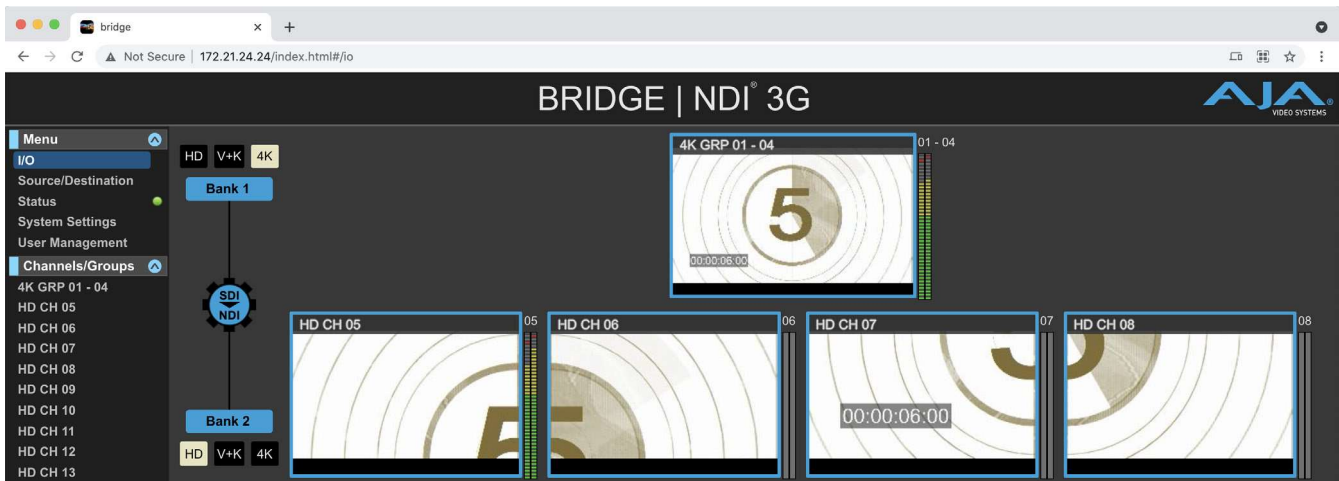 bridge
Not Secure | 172.21.24.24/index.html#/io
BRIDGE | NDI® 3G
AJA
VIDEO SYSTEMS
Menu
I/O
Source/Destination
Status
System Settings
User Management
Channels/Groups
4K GRP 01 - 04
HD CH 05
HD CH 06
HD CH 07
HD CH 08
HD CH 09
HD CH 10
HD CH 11
HD CH 12
HD CH 13
HD V+K 4K
Bank 1
SDI
NDI
Bank 2
HD V+K 4K
4K GRP 01 - 04
01 - 04
5
00:00:06:00
HD CH 05
05
5
HD CH 06
06
5
HD CH 07
07
00:00:06:00
HD CH 08
08